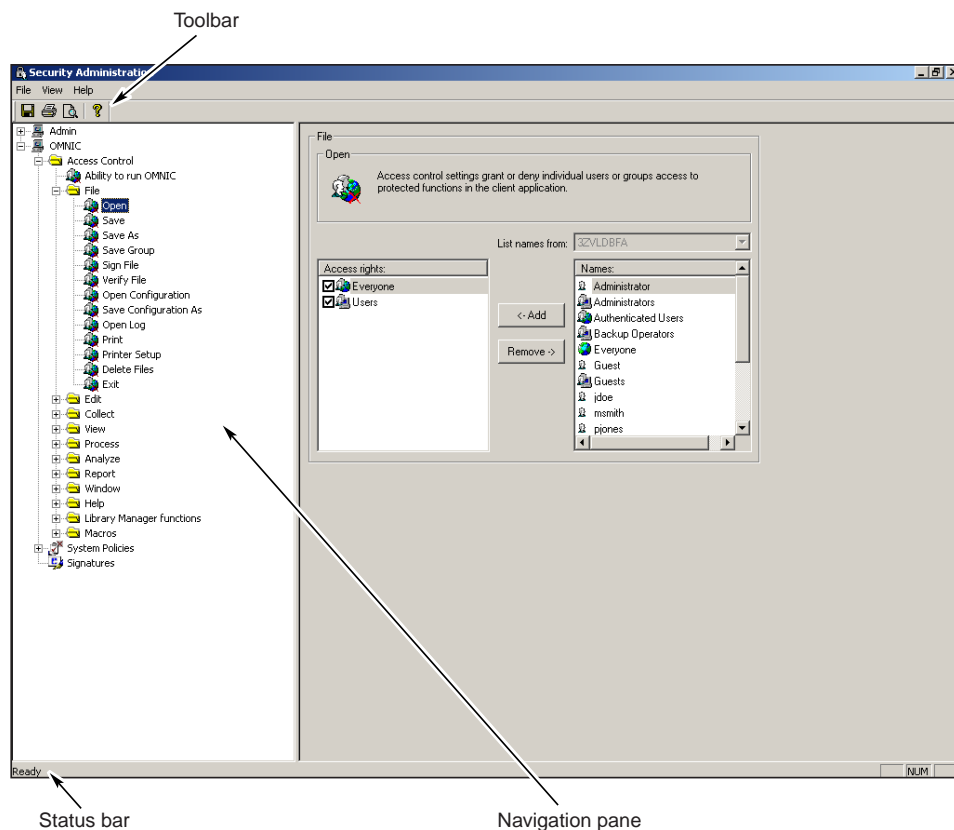 Toolbar
Security Administration
File View Help
Admin
OMNIC
Access Control
Ability to run OMNIC
File
Open
Save
Save As
Save Group
Sign File
Verify File
Open Configuration
Save Configuration As
Open Log
Print
Printer Setup
Delete Files
Exit
Edit
Collect
View
Process
Analyze
Report
Window
Help
Library Manager functions
Macros
System Policies
Signatures
File
Open
Access control settings grant or deny individual users or groups access to
protected functions in the client application.
List names from: 3ZVLDBFA
Access rights:
Everyone
Users
<- Add
Remove ->
Names:
Administrator
Administrators
Authenticated Users
Backup Operators
Everyone
Guest
Guests
jdoe
msmith
pjones
Ready
NUM
Status bar
Navigation pane